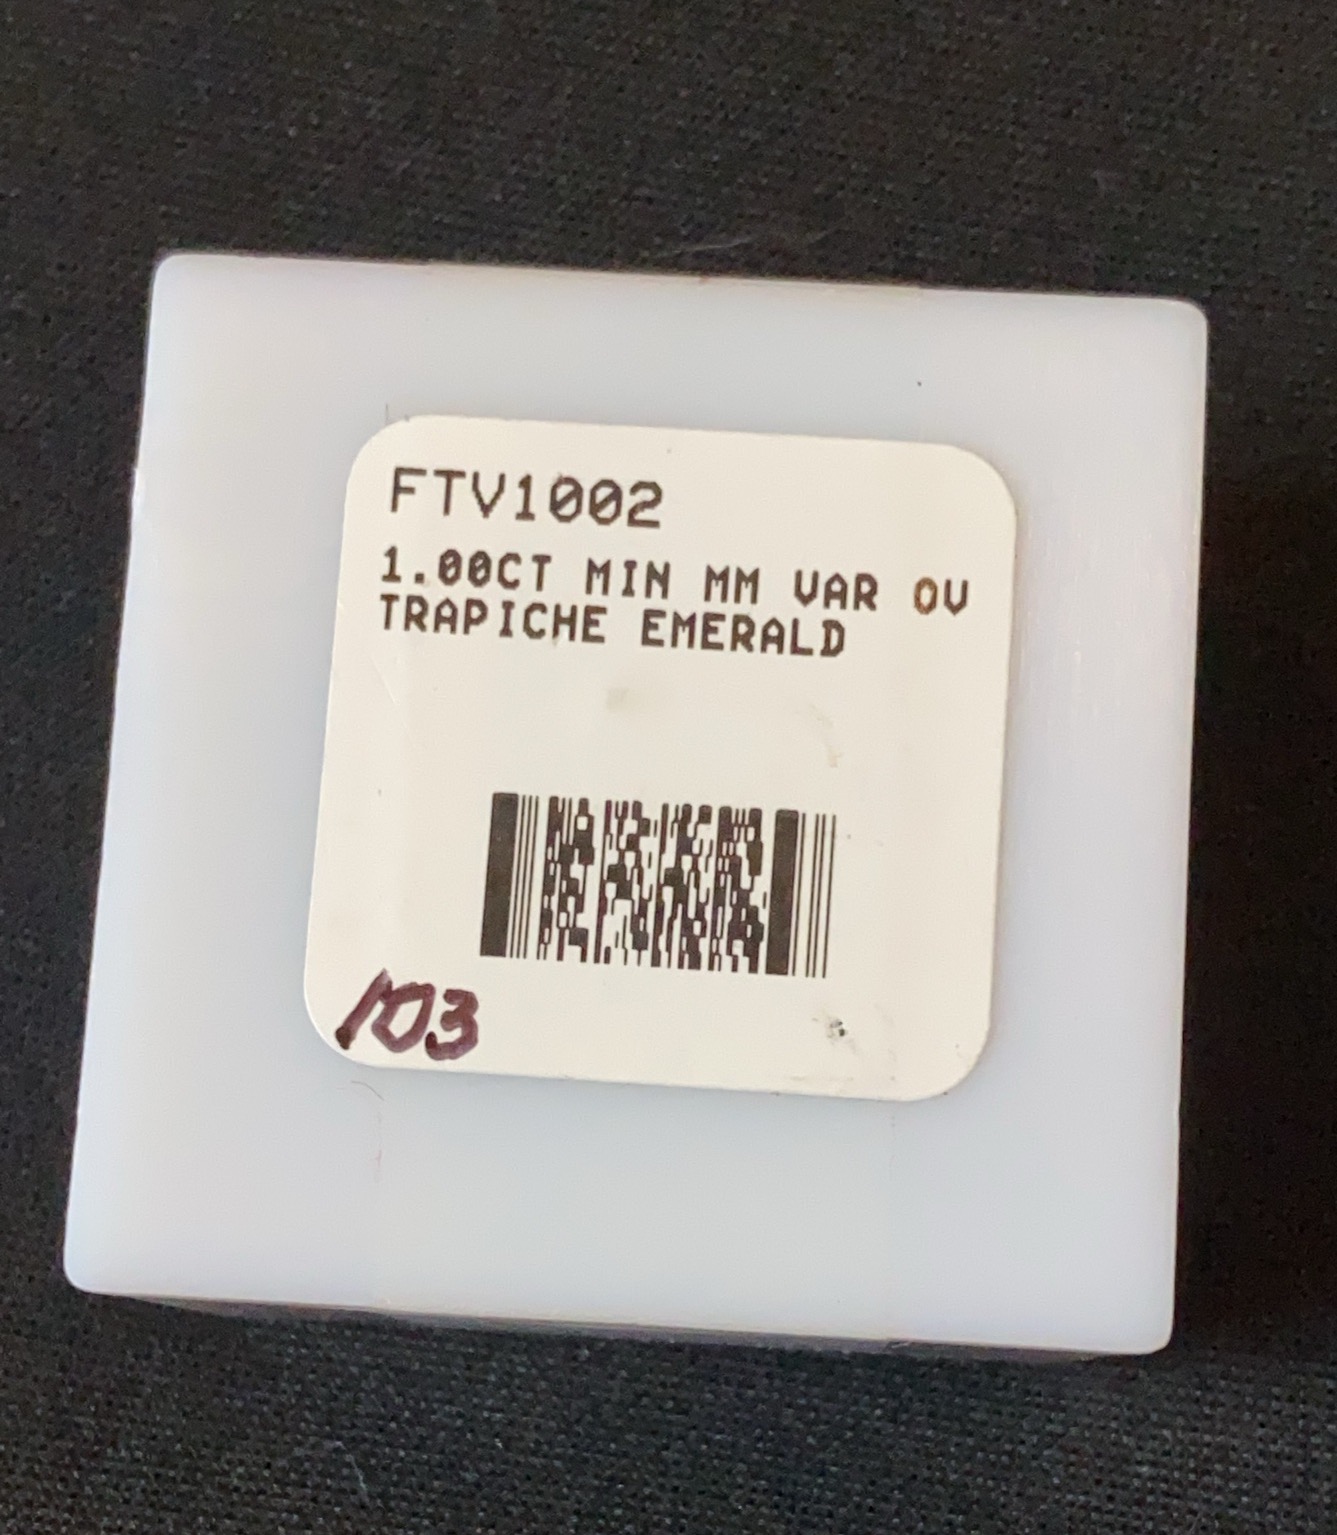 FTV1002
1.00CT MIN MM VAR OV
TRAPICHE EMERALD
103